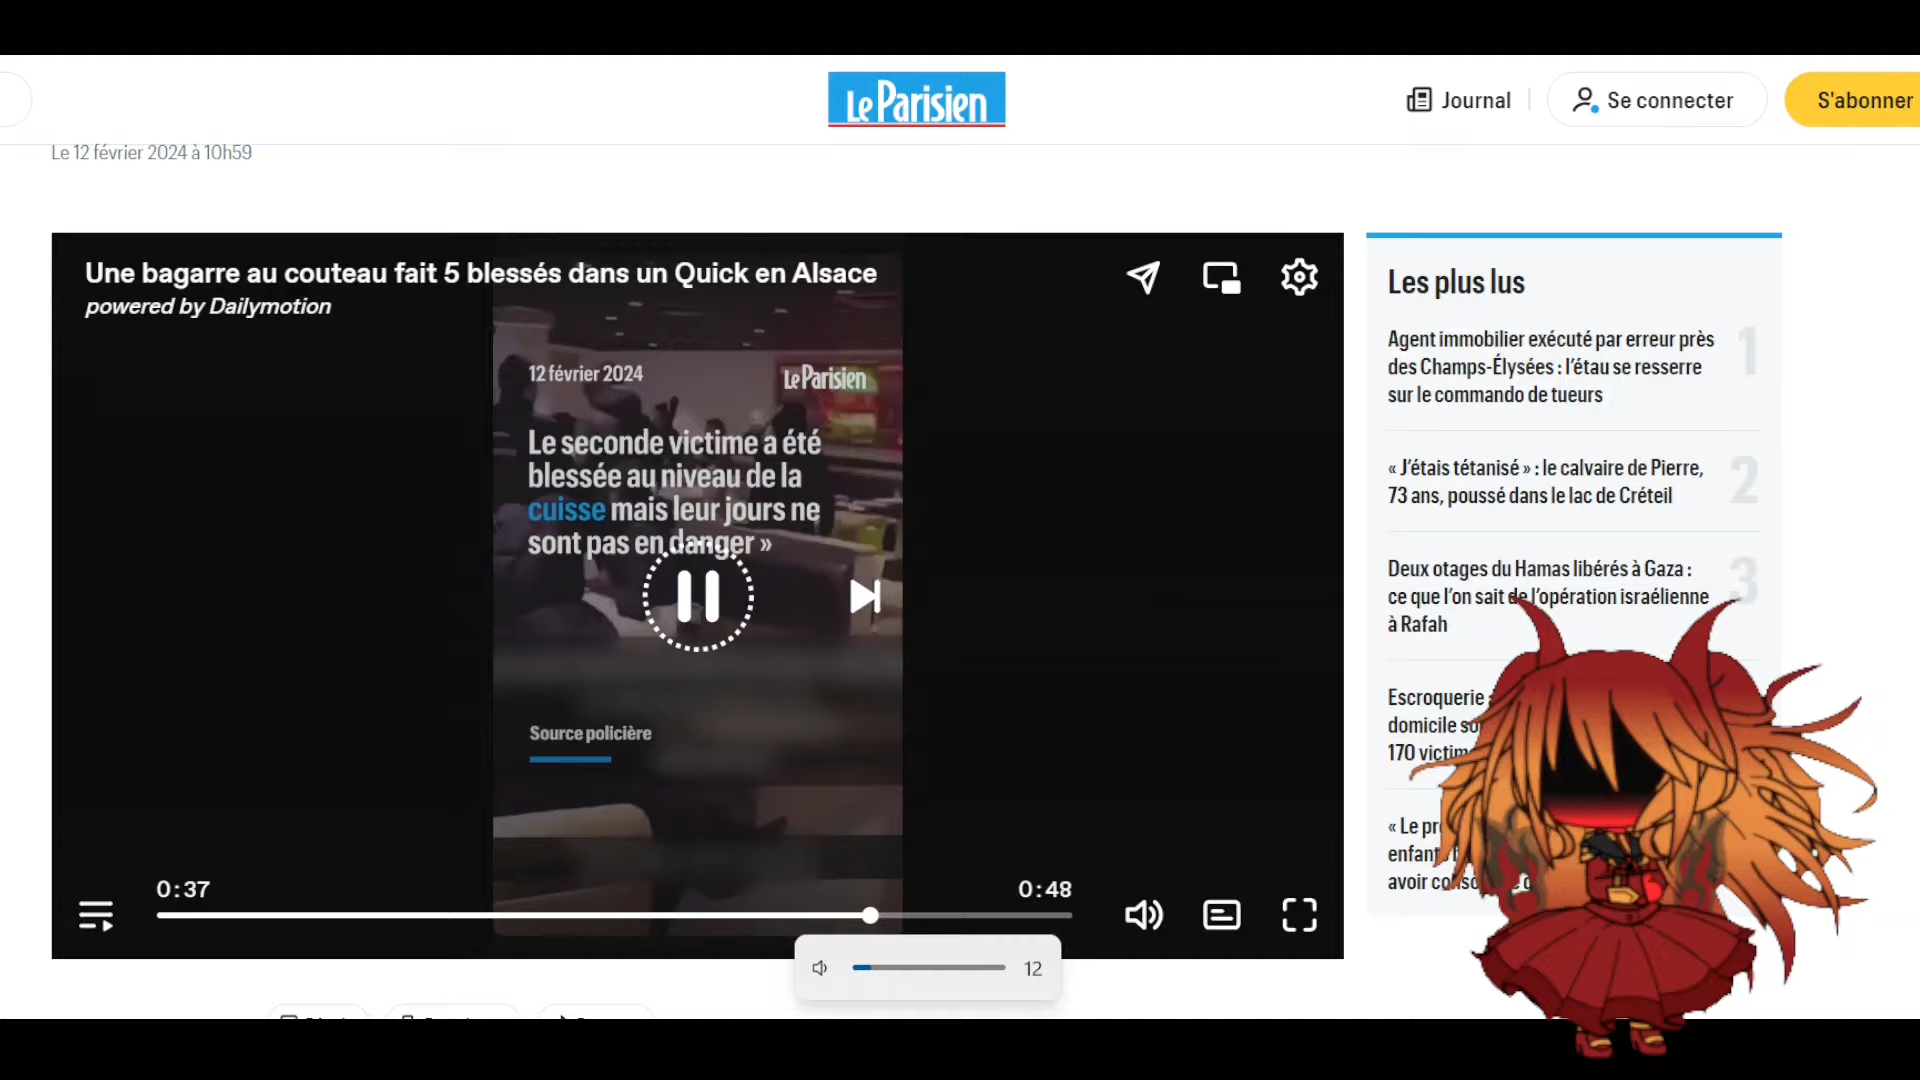 Le Parisien
Journal
Se connecter
S'abonner
Le 12 février 2024 à 10h59
Une bagarre au couteau fait 5 blessés dans un Quick en Alsace
powered by Dailymotion
12 février 2024
Le Parisien
Le seconde victime a été
blessée au niveau de la
cuisse mais leur jours ne
sont pas en danger »
Source policière
0:37
0:48
12
Les plus lus
Agent immobilier exécuté par erreur près
des Champs-Élysées : l'étau se resserre
sur le commando de tueurs
1
« J'étais tétanisé » : le calvaire de Pierre,
73 ans, poussé dans le lac de Créteil
2
Deux otages du Hamas libérés à Gaza :
ce que l'on sait de l'opération israélienne
à Rafah
3
Escroquerie
domicile
170
« Le